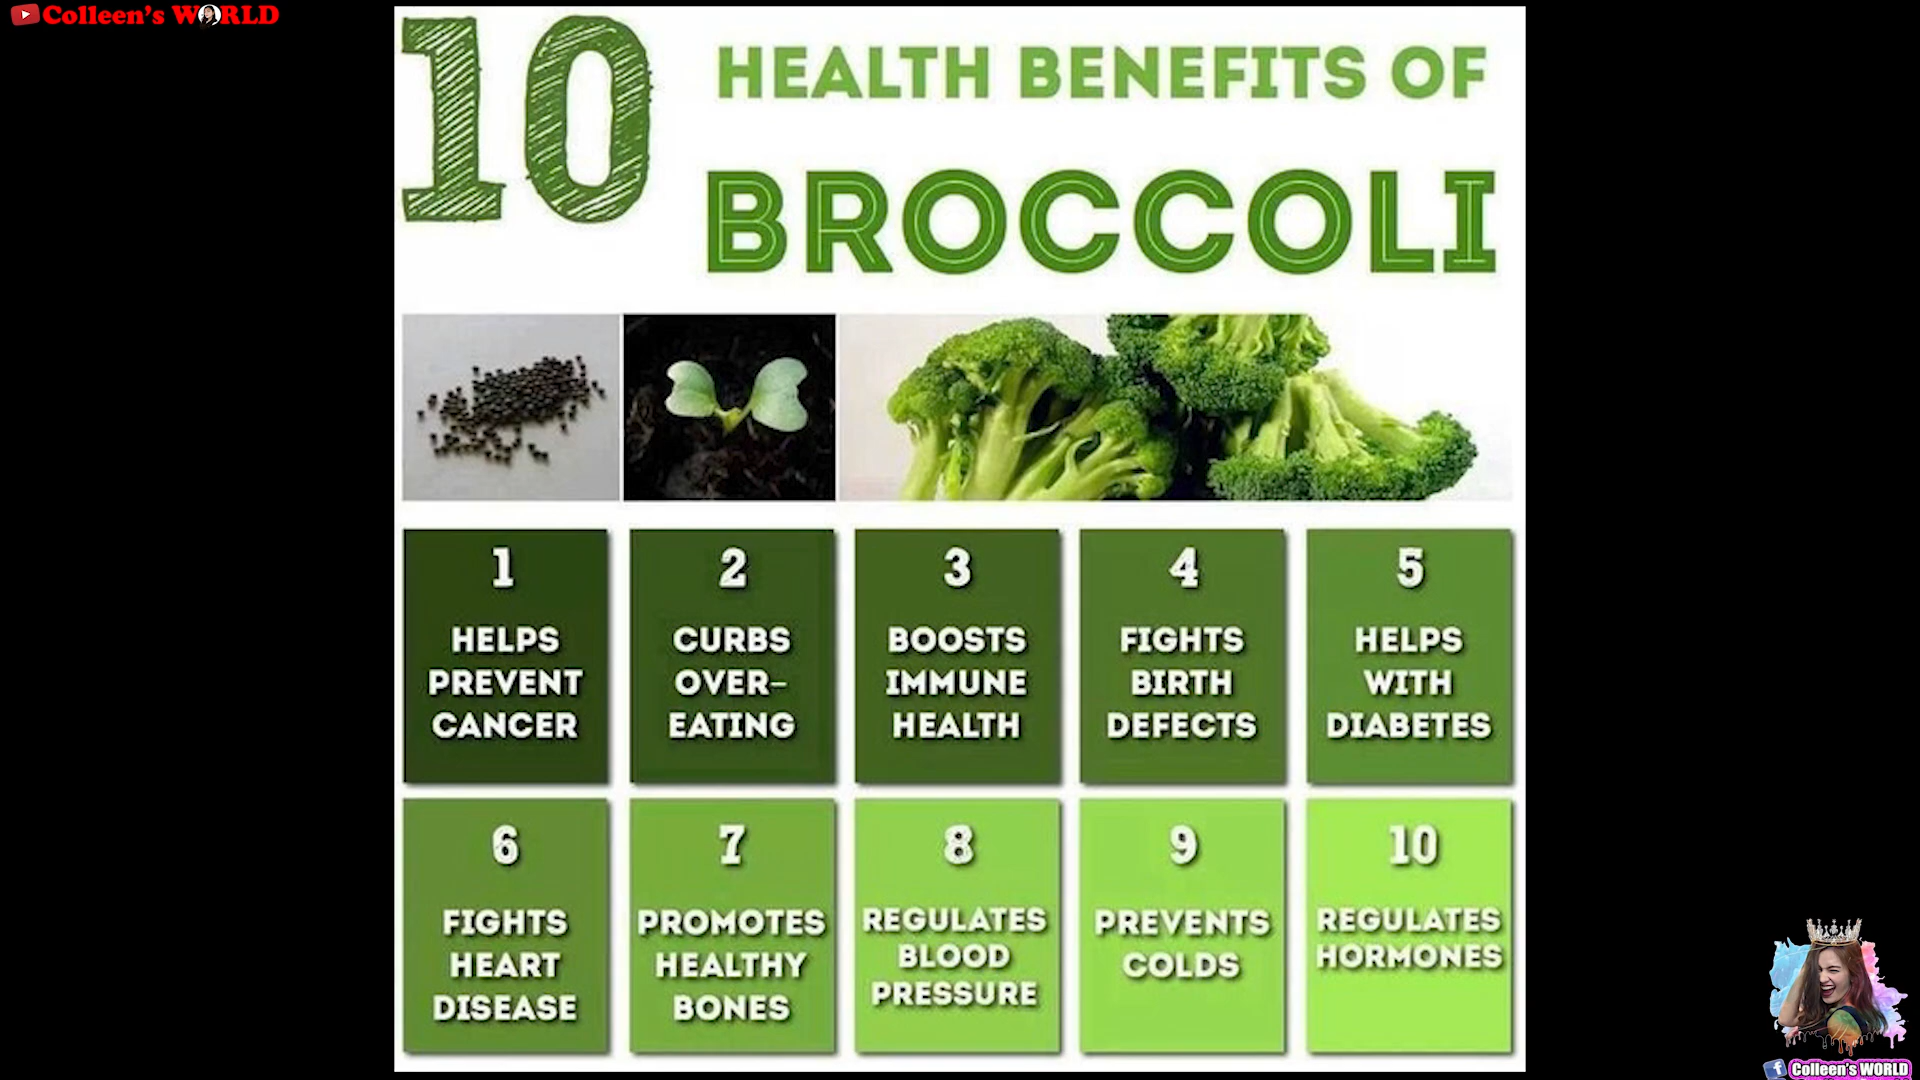 Colleen's WORLD
10
HEALTH BENEFITS OF
BROCCOLI
1
HELPS
PREVENT
CANCER
2
CURBS
OVER-
EATING
3
BOOSTS
IMMUNE
HEALTH
4
FIGHTS
BIRTH
DEFECTS
5
HELPS
WITH
DIABETES
6
FIGHTS
HEART
DISEASE
7
PROMOTES
HEALTHY
BONES
8
REGULATES
BLOOD
PRESSURE
9
PREVENTS
COLDS
10
REGULATES
HORMONES
f Colleen's WORLD